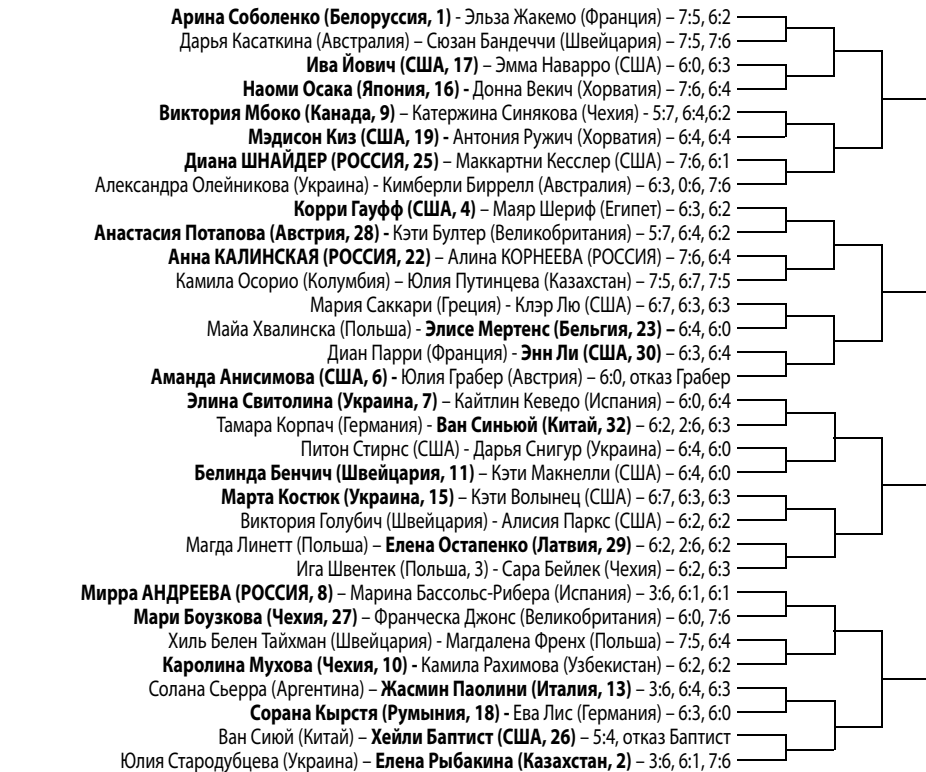 Арина Соболенко (Белоруссия, 1) - Эльза Жакемо (Франция) – 7:5, 6:2
Дарья Касаткина (Австралия) – Сюзан Бандеччи (Швейцария) – 7:5, 7:6
Ива Йович (США, 17) – Эмма Наварро (США) – 6:0, 6:3
Наоми Осака (Япония, 16) - Донна Векич (Хорватия) – 7:6, 6:4
Виктория Мбоко (Канада, 9) – Катержина Синякова (Чехия) - 5:7, 6:4,6:2
Мэдисон Киз (США, 19) - Антония Ружич (Хорватия) – 6:4, 6:4
Диана ШНАЙДЕР (РОССИЯ, 25) – Маккартни Кесслер (США) – 7:6, 6:1
Александра Олейникова (Украина) - Кимберли Биррелл (Австралия) – 6:3, 0:6, 7:6
Корри Гауфф (США, 4) – Маяр Шериф (Египет) – 6:3, 6:2
Анастасия Потапова (Австрия, 28) - Кэти Бултер (Великобритания) – 5:7, 6:4, 6:2
Анна КАЛИНСКАЯ (РОССИЯ, 22) – Алина КОРНЕЕВА (РОССИЯ) – 7:6, 6:4
Камила Осорио (Колумбия) – Юлия Путинцева (Казахстан) – 7:5, 6:7, 7:5
Мария Саккари (Греция) - Клэр Лю (США) – 6:7, 6:3, 6:3
Майа Хвалинска (Польша) - Элисе Мертенс (Бельгия, 23) – 6:4, 6:0
Диан Парри (Франция) - Энн Ли (США, 30) – 6:3, 6:4
Аманда Анисимова (США, 6) - Юлия Грабер (Австрия) – 6:0, отказ Грабер
Элина Свитолина (Украина, 7) – Кайтлин Кеведо (Испания) – 6:0, 6:4
Тамара Корпач (Германия) - Ван Синьюй (Китай, 32) – 6:2, 2:6, 6:3
Питон Стирнс (США) - Дарья Снигур (Украина) – 6:4, 6:0
Белинда Бенчич (Швейцария, 11) – Кэти Макнелли (США) – 6:4, 6:0
Марта Костюк (Украина, 15) – Кэти Волынец (США) – 6:7, 6:3, 6:3
Виктория Голубич (Швейцария) - Алисия Паркс (США) – 6:2, 6:2
Магда Линетт (Польша) – Елена Остапенко (Латвия, 29) – 6:2, 2:6, 6:2
Ига Швентек (Польша, 3) - Сара Бейлек (Чехия) – 6:2, 6:3
Мирра АНДРЕЕВА (РОССИЯ, 8) – Марина Бассольс-Рибера (Испания) – 3:6, 6:1, 6:1
Мари Боузкова (Чехия, 27) – Франческа Джонс (Великобритания) – 6:0, 7:6
Хиль Белен Тайхман (Швейцария) - Магдалена Френх (Польша) – 7:5, 6:4
Каролина Мухова (Чехия, 10) - Камила Рахимова (Узбекистан) – 6:2, 6:2
Солана Сьерра (Аргентина) – Жасмин Паолини (Италия, 13) – 3:6, 6:4, 6:3
Сорана Кырстя (Румыния, 18) - Ева Лис (Германия) – 6:3, 6:0
Ван Сиюй (Китай) – Хейли Баптист (США, 26) – 5:4, отказ Баптист
Юлия Стародубцева (Украина) – Елена Рыбакина (Казахстан, 2) – 3:6, 6:1, 7:6